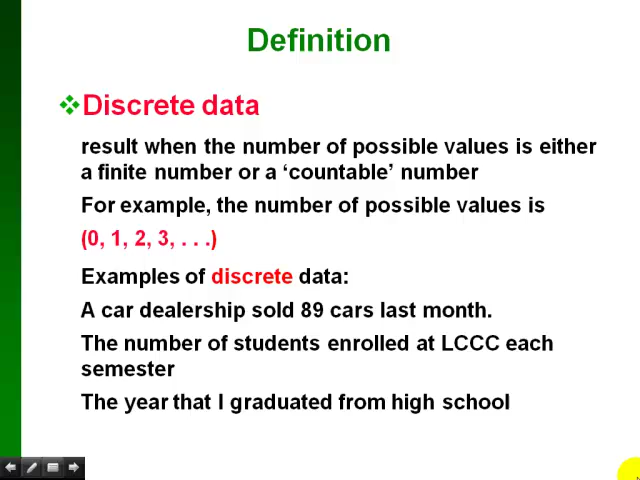 Definition
Discrete data
result when the number of possible values is either
a finite number or a ‘countable’ number
For example, the number of possible values is
(0, 1, 2, 3, . . .)
Examples of discrete data:
A car dealership sold 89 cars last month.
The number of students enrolled at LCCC each
semester
The year that I graduated from high school